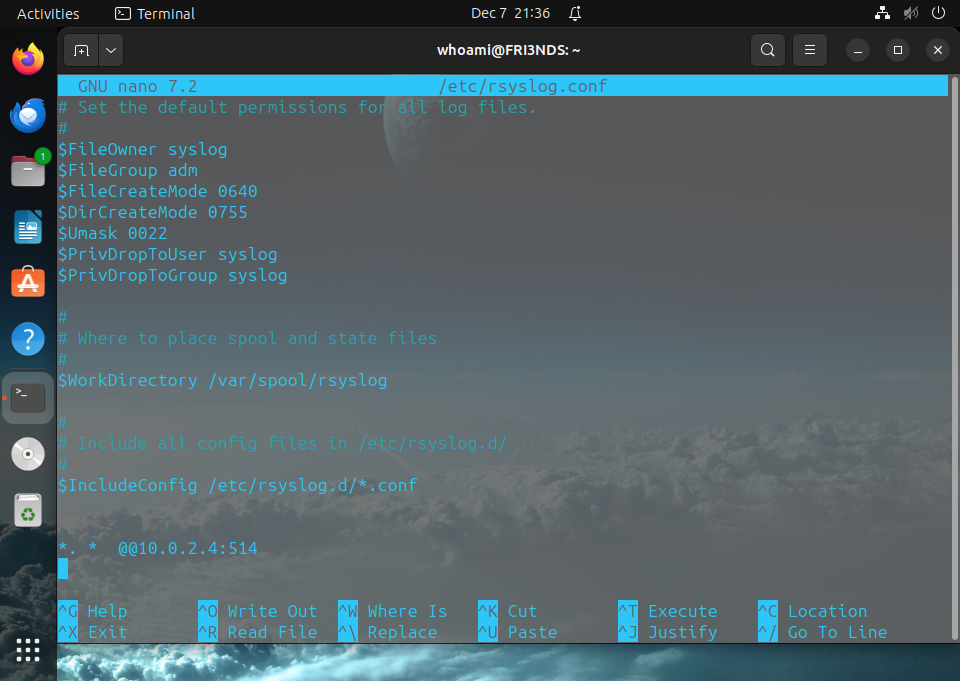 Activities Terminal Dec 7 21:36
whoami@FRI3NDS: ~
GNU nano 7.2 /etc/rsyslog.conf
# Set the default permissions for all log files.
#
$FileOwner syslog
$FileGroup adm
$FileCreateMode 0640
$DirCreateMode 0755
$Umask 0022
$PrivDropToUser syslog
$PrivDropToGroup syslog
#
# Where to place spool and state files
#
$WorkDirectory /var/spool/rsyslog
#
# Include all config files in /etc/rsyslog.d/
#
$IncludeConfig /etc/rsyslog.d/*.conf
*. *  @@10.0.2.4:514
^G Help ^O Write Out ^W Where Is ^K Cut ^T Execute ^C Location
^X Exit ^R Read File ^\ Replace ^U Paste ^J Justify ^/ Go To Line
1
?
>_